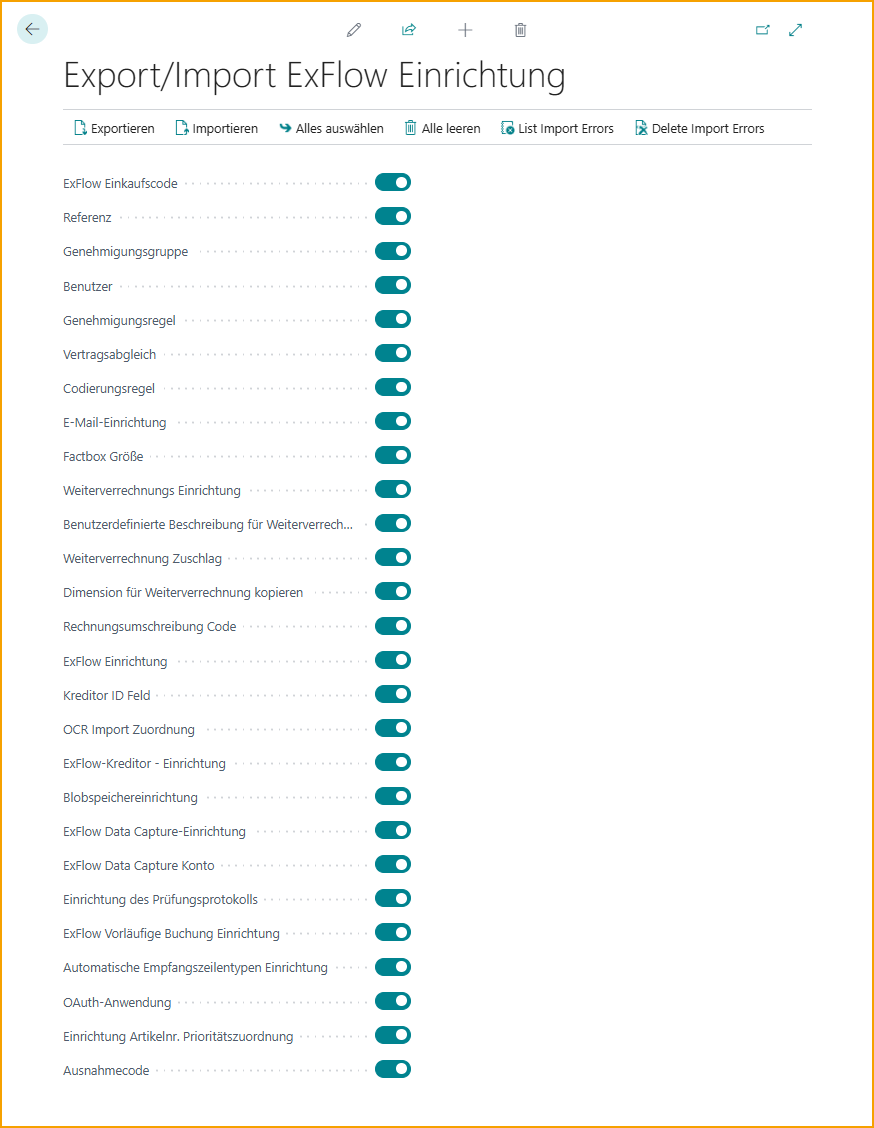 Export/Import ExFlow Einrichtung
Exportieren Importieren Alles auswählen Alle leeren List Import Errors Delete Import Errors
ExFlow Einkaufscode
Referenz
Genehmigungsgruppe
Benutzer
Genehmigungsregel
Vertragsabgleich
Codierungsregel
E-Mail-Einrichtung
Factbox Größe
Weiterverrechnungs Einrichtung
Benutzerdefinierte Beschreibung für Weiterverrech...
Weiterverrechnung Zuschlag
Dimension für Weiterverrechnung kopieren
Rechnungsumschreibung Code
ExFlow Einrichtung
Kreditor ID Feld
OCR Import Zuordnung
ExFlow-Kreditor - Einrichtung
Blobspeichereinrichtung
ExFlow Data Capture-Einrichtung
ExFlow Data Capture Konto
Einrichtung des Prüfungsprotokolls
ExFlow Vorläufige Buchung Einrichtung
Automatische Empfangszeilentypen Einrichtung
OAuth-Anwendung
Einrichtung Artikelnr. Prioritätszuordnung
Ausnahmecode